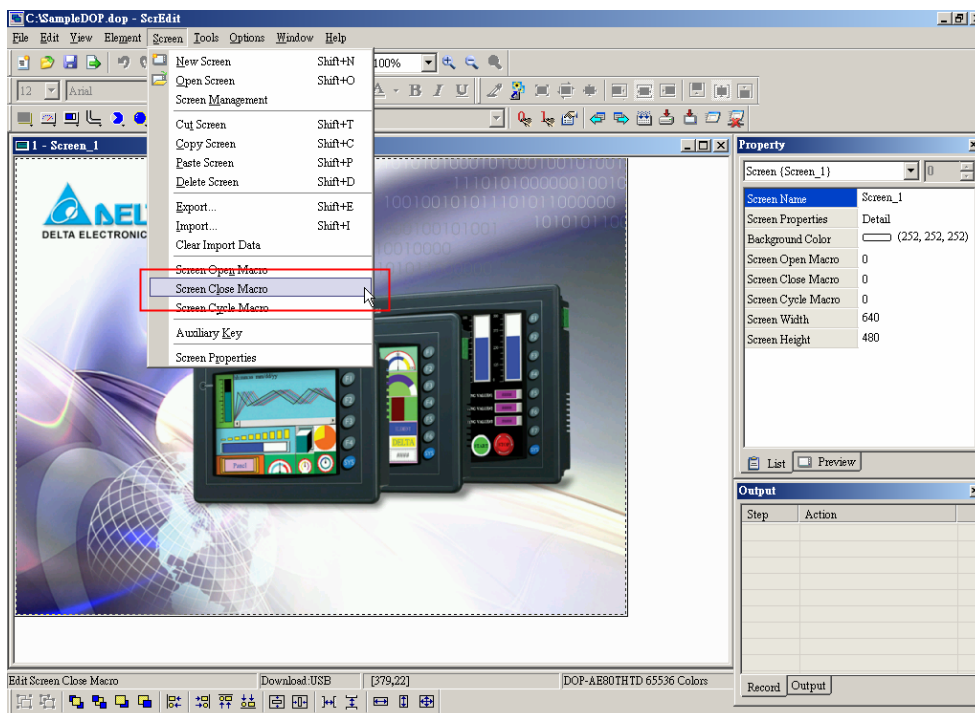 C:\SampleDOP.dop - ScrEdit
File Edit View Element Screen Tools Options Window Help
100%
12 Arial
A B I U
1 - Screen_1
New Screen Shift+N
Open Screen Shift+O
Screen Management
Cut Screen Shift+T
Copy Screen Shift+C
Paste Screen Shift+P
Delete Screen Shift+D
Export... Shift+E
Import... Shift+I
Clear Import Data
Screen Open Macro
Screen Close Macro
Screen Cycle Macro
Auxiliary Key
Screen Properties
DEL
DELTA ELECTRONIC
START
DELTA
####
Panel
Property
Screen {Screen_1} 0
Screen Name Screen_1
Screen Properties Detail
Background Color (252, 252, 252)
Screen Open Macro 0
Screen Close Macro 0
Screen Cycle Macro 0
Screen Width 640
Screen Height 480
List Preview
Output
Step Action
Record Output
Edit Screen Close Macro Download:USB [379,22] DOP-AE80THTD 65536 Colors